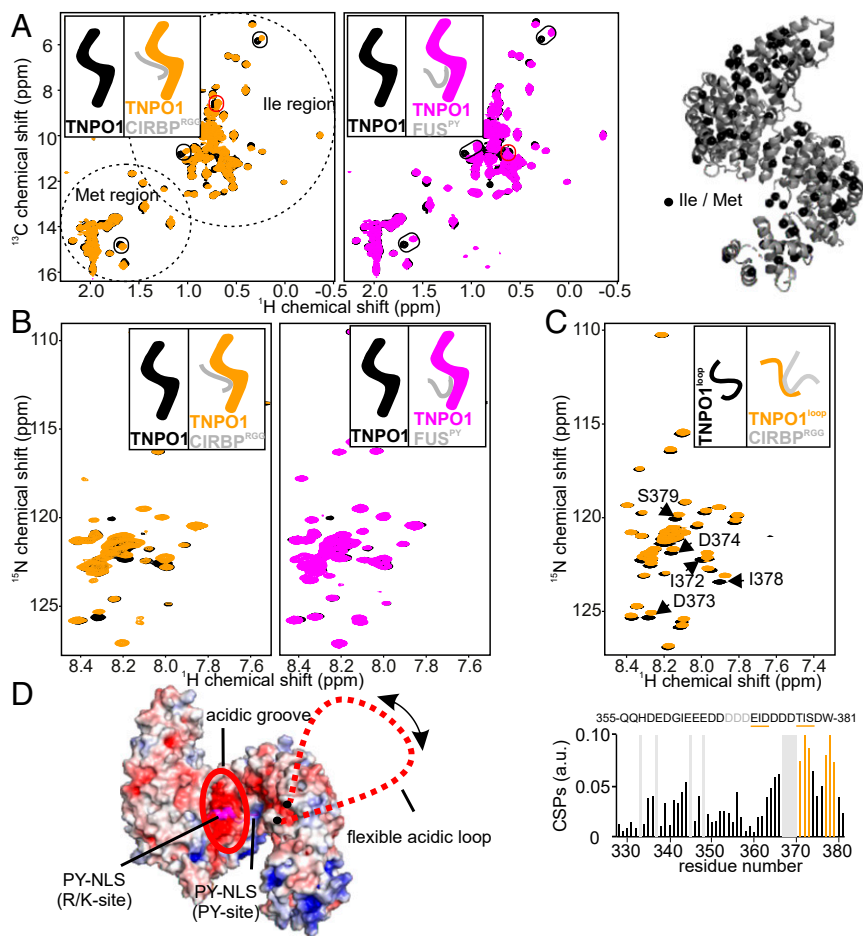 A
6
8
10
12
14
16
¹³C chemical shift (ppm)
TNPO1
TNPO1
CIRBP^RGG
Ile region
Met region
2.0
1.0
0.5
0.0
-0.5
TNPO1
TNPO1
FUS^PY
2.0
1.0
0.5
0.0
-0.5
¹H chemical shift (ppm)
Ile / Met
B
110
115
120
125
¹⁵N chemical shift (ppm)
TNPO1
TNPO1
CIRBP^RGG
8.4
8.2
8.0
7.8
7.6
TNPO1
TNPO1
FUS^PY
8.4
8.2
8.0
7.8
7.6
¹H chemical shift (ppm)
C
110
115
120
125
¹⁵N chemical shift (ppm)
TNPO1^loop
TNPO1^loop
CIRBP^RGG
S379
D374
I372
I378
D373
8.4
8.2
8.0
7.8
7.6
7.4
¹H chemical shift (ppm)
D
acidic groove
flexible acidic loop
PY-NLS
(R/K-site)
PY-NLS
(PY-site)
355-QQHDEDGIEEEDDDDDEIDDDDTISDW-381
0.10
0.05
0
CSPs (a.u.)
330
340
350
360
370
380
residue number